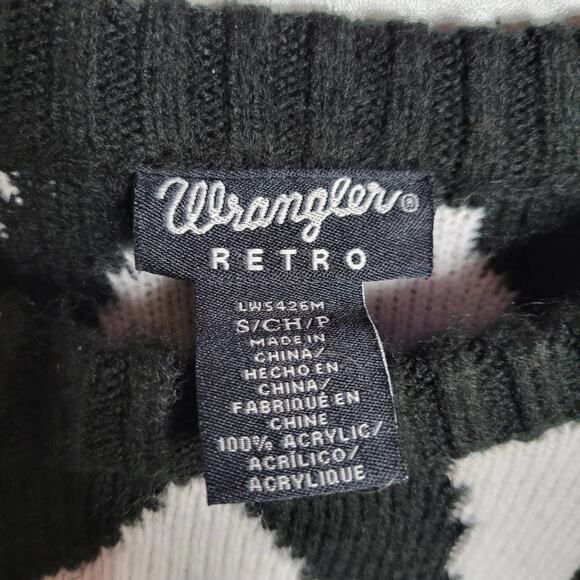 Wrangler®
RETRO
LWS426M
S/CH/P
MADE IN
CHINA/
HECHO EN
CHINA/
FABRIQUÉ EN
CHINE
100% ACRYLIC/
ACRÍLICO/
ACRYLIQUE